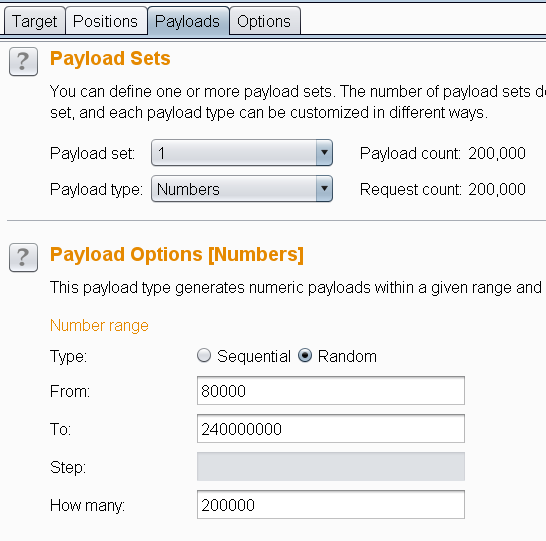 Target Positions Payloads Options
? Payload Sets
You can define one or more payload sets. The number of payload sets
set, and each payload type can be customized in different ways.
Payload set: 1 Payload count: 200,000
Payload type: Numbers Request count: 200,000
? Payload Options [Numbers]
This payload type generates numeric payloads within a given range and
Number range
Type: Sequential Random
From: 80000
To: 240000000
Step:
How many: 200000